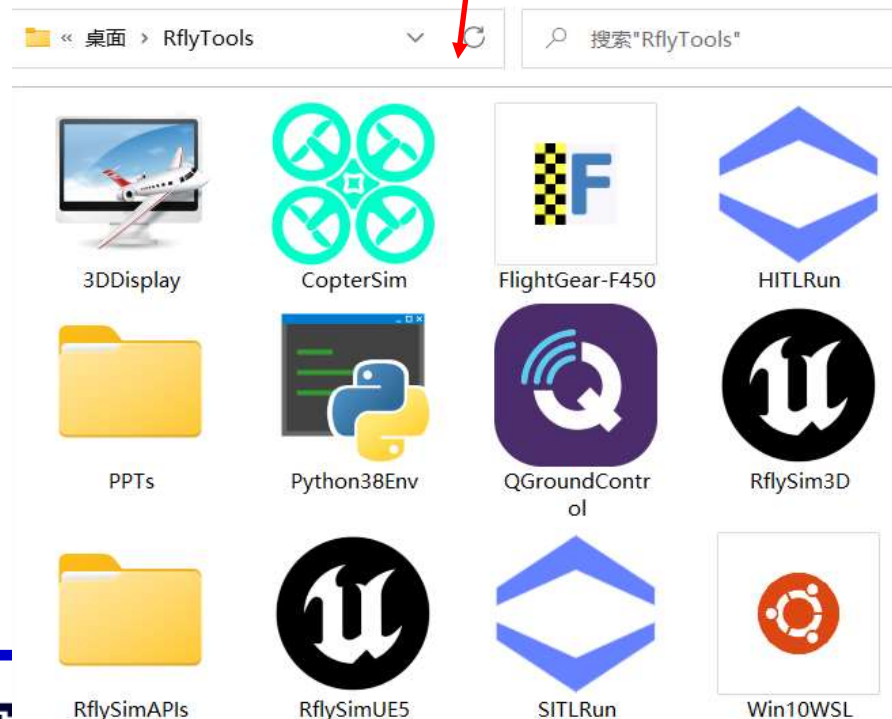 « 桌面 › RflyTools
搜索"RflyTools"
3DDisplay
CopterSim
FlightGear-F450
HITLRun
PPTs
Python38Env
QGroundContr
ol
RflySim3D
RflySimAPIs
RflySimUE5
SITLRun
Win10WSL